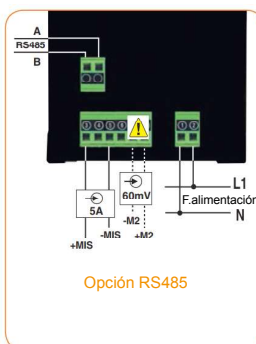 A
RS485
B
5A
60mV
-M2
+M2
-MIS
+MIS
L1
F.alimentación
N
Opción RS485